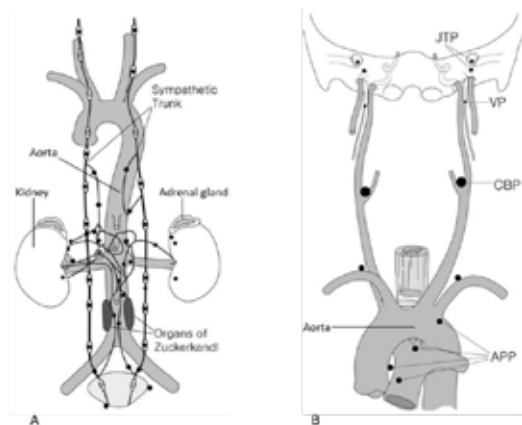 Sympathetic
Trunk
Aorta
Kidney
Adrenal gland
Organs of
Zuckerkandl
A
JTP
VP
CBP
Aorta
APP
B